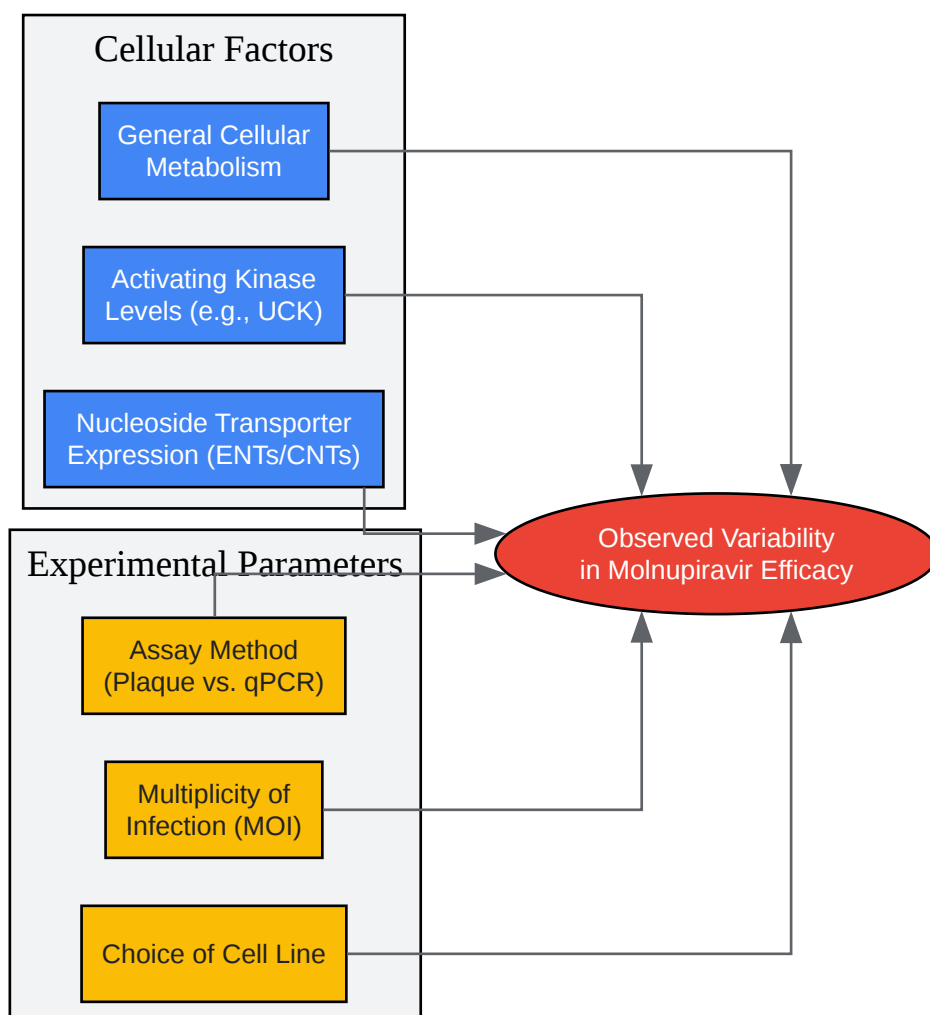 Cellular Factors
General Cellular
Metabolism
Activating Kinase
Levels (e.g., UCK)
Nucleoside Transporter
Expression (ENTs/CNTs)
Observed Variability
in Molnupiravir Efficacy
Experimental Parameters
Assay Method
(Plaque vs. qPCR)
Multiplicity of
Infection (MOI)
Choice of Cell Line